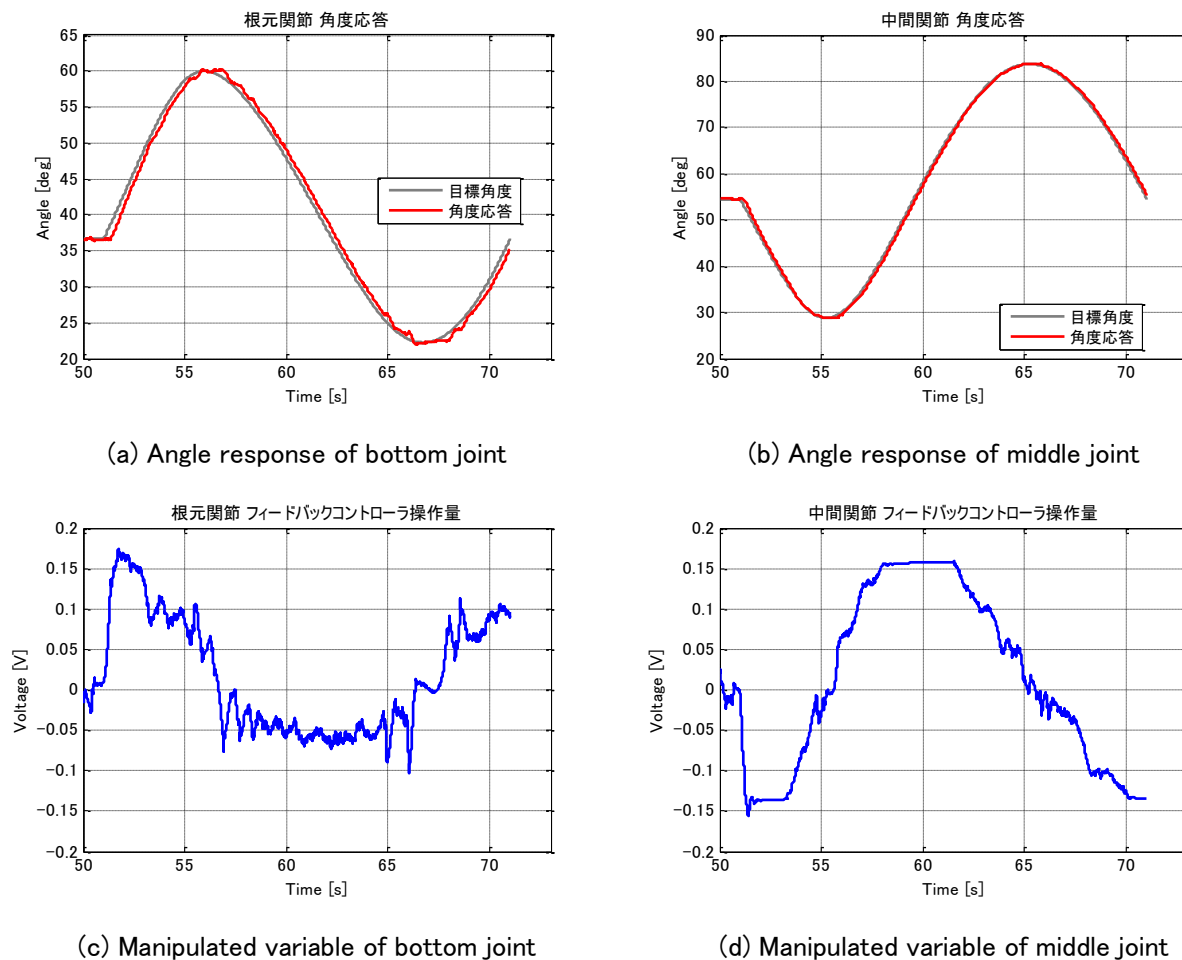 根元関節 角度応答
65
60
55
50
45
40
35
30
25
20
Angle [deg]
目標角度
角度応答
50
55
60
65
70
Time [s]
(a) Angle response of bottom joint
中間関節 角度応答
90
80
70
60
50
40
30
20
Angle [deg]
目標角度
角度応答
50
55
60
65
70
Time [s]
(b) Angle response of middle joint
根元関節 フィードバックコントローラ操作量
0.2
0.15
0.1
0.05
0
-0.05
-0.1
-0.15
-0.2
Voltage [V]
50
55
60
65
70
Time [s]
(c) Manipulated variable of bottom joint
中間関節 フィードバックコントローラ操作量
0.2
0.15
0.1
0.05
0
-0.05
-0.1
-0.15
-0.2
Voltage [V]
50
55
60
65
70
Time [s]
(d) Manipulated variable of middle joint